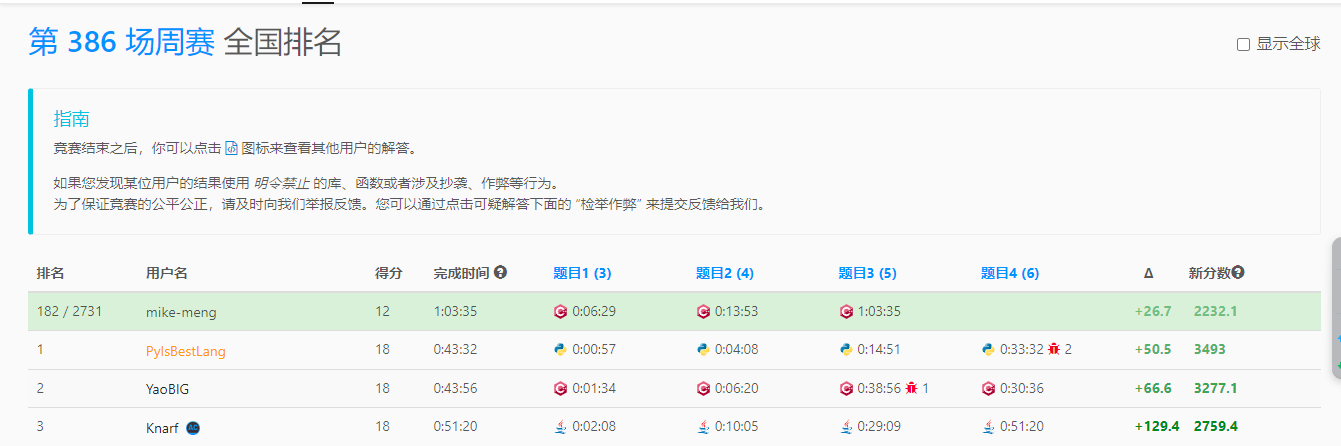 第 386 场周赛 全国排名
显示全球
指南
竞赛结束之后，你可以点击 图标来查看其他用户的解答。
如果您发现某位用户的结果使用 明令禁止 的库、函数或者涉及抄袭、作弊等行为。
为了保证竞赛的公平公正，请及时向我们举报反馈。您可以通过点击可疑解答下面的 “检举作弊” 来提交反馈给我们。
排名 用户名 得分 完成时间 题目1 (3) 题目2 (4) 题目3 (5) 题目4 (6) Δ 新分数
182 / 2731 mike-meng 12 1:03:35 0:06:29 0:13:53 1:03:35 +26.7 2232.1
1 PyIsBestLang 18 0:43:32 0:00:57 0:04:08 0:14:51 0:33:32 2 +50.5 3493
2 YaoBIG 18 0:43:56 0:01:34 0:06:20 0:38:56 1 0:30:36 +66.6 3277.1
3 Knarf AC 18 0:51:20 0:02:08 0:10:05 0:29:09 0:51:20 +129.4 2759.4